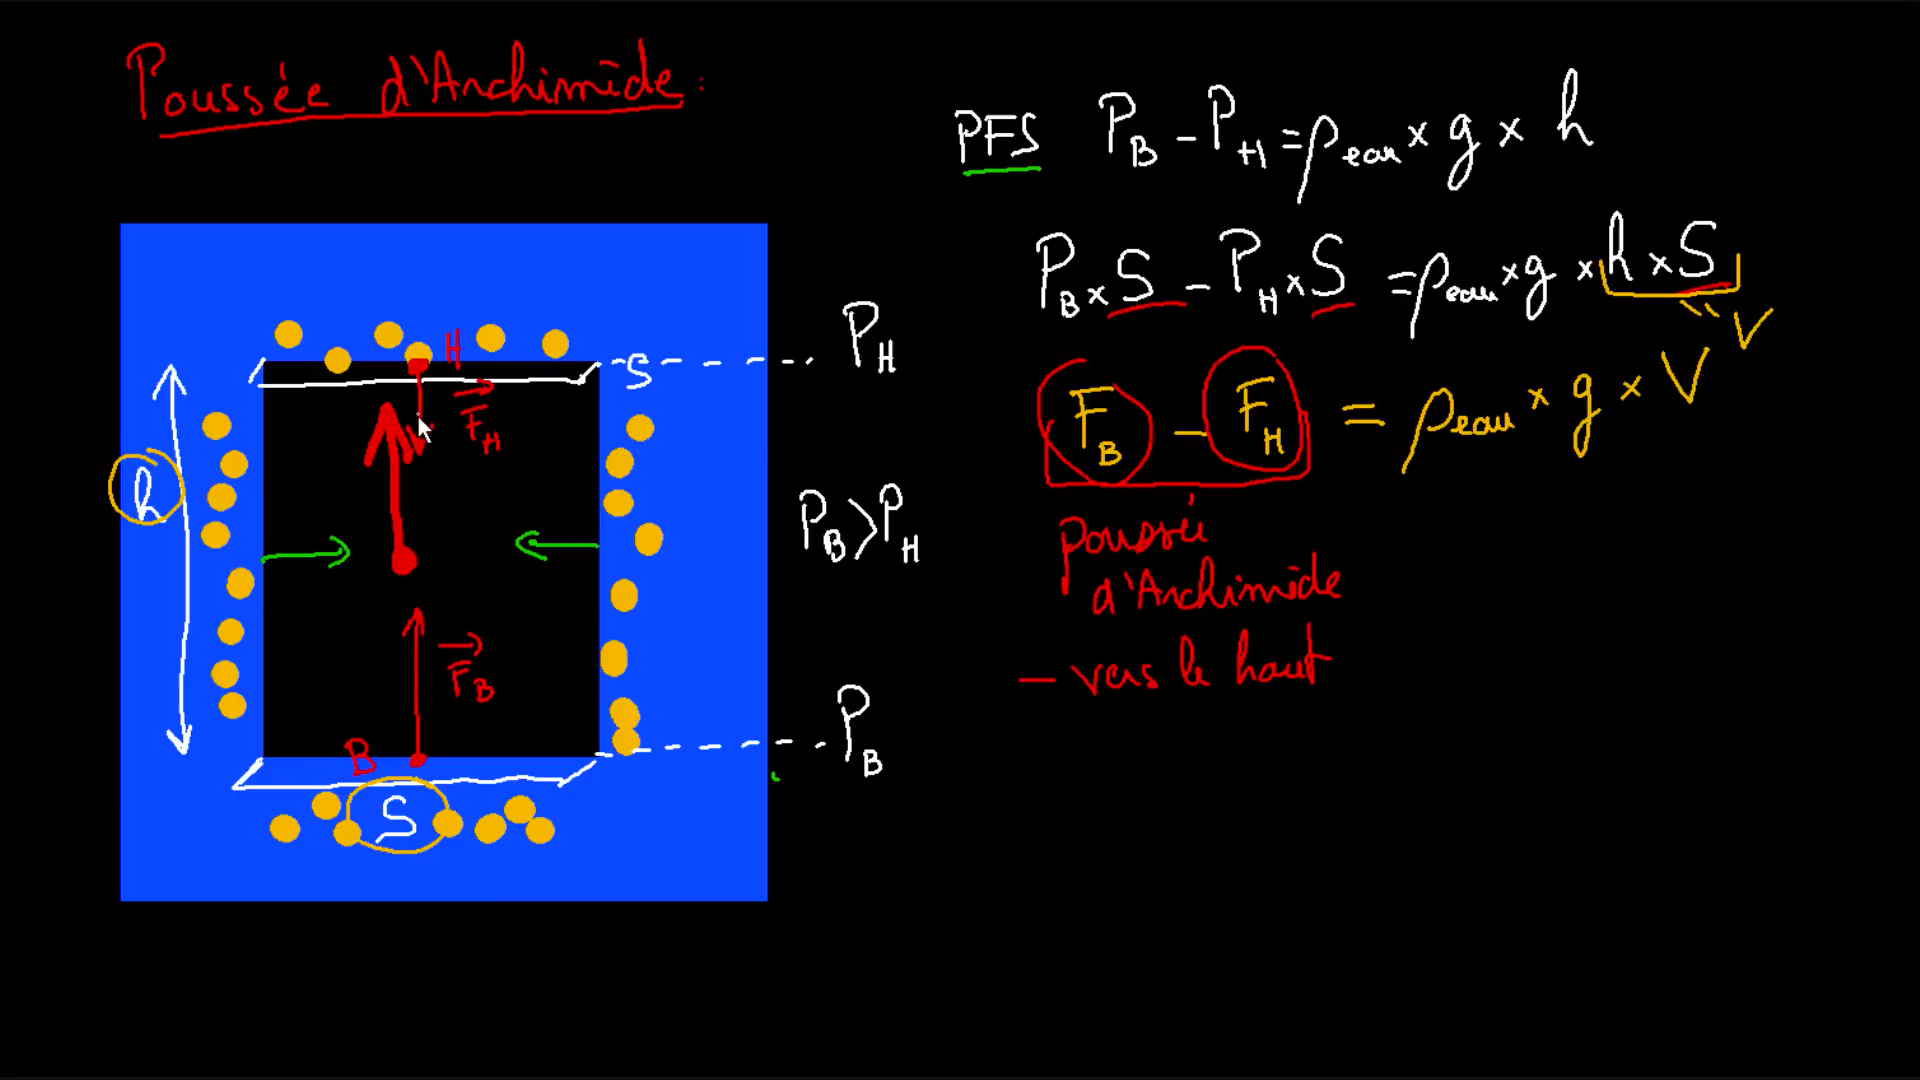 Poussée d'Archimède :
PFS P_B - P_H = ρ_eau × g × h
P_B × S - P_H × S = ρ_eau × g × h × S
= V
F_B - F_H = ρ_eau × g × V
poussée
d'Archimède
— vers le haut
H
S
P_H
F_H
h
P_B > P_H
F_B
B
P_B
S